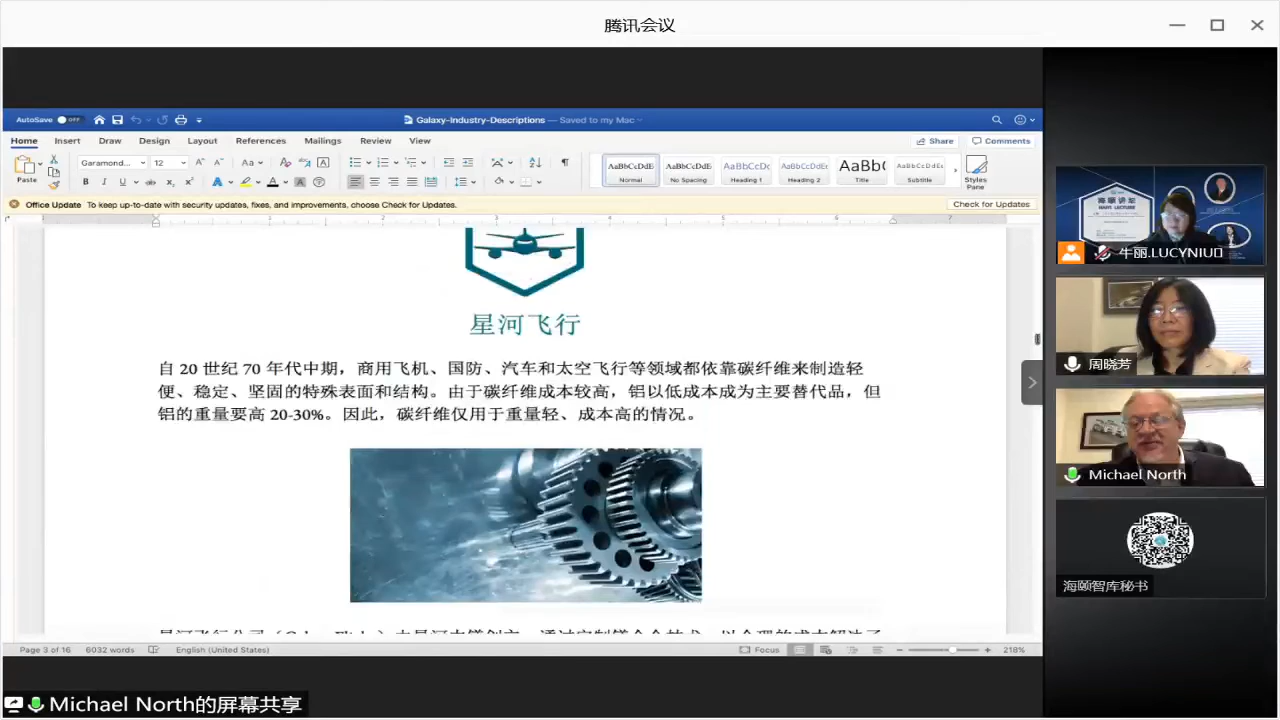 腾讯会议
AutoSave OFF
Galaxy-Industry-Descriptions — Saved to my Mac
Home Insert Draw Design Layout References Mailings Review View
Share Comments
Paste
Garamond... 12
AaBbCcDdE AaBbCcDdE AaBbCcDc AaBbCcDdE AaBb( AaBbCcDdEe
Normal No Spacing Heading 1 Heading 2 Title Subtitle
Styles Pane
Office Update To keep up-to-date with security updates, fixes, and improvements, choose Check for Updates.
Check for Updates
星河飞行
自 20 世纪 70 年代中期，商用飞机、国防、汽车和太空飞行等领域都依靠碳纤维来制造轻
便、稳定、坚固的特殊表面和结构。由于碳纤维成本较高，铝以低成本成为主要替代品，但
铝的重量要高 20-30%。因此，碳纤维仅用于重量轻、成本高的情况。
Page 3 of 16 6032 words English (United States)
Focus 218%
Michael North的屏幕共享
海颐讲车
牛丽.LUCYNIU
周晓芳
Michael North
海颐智库秘书